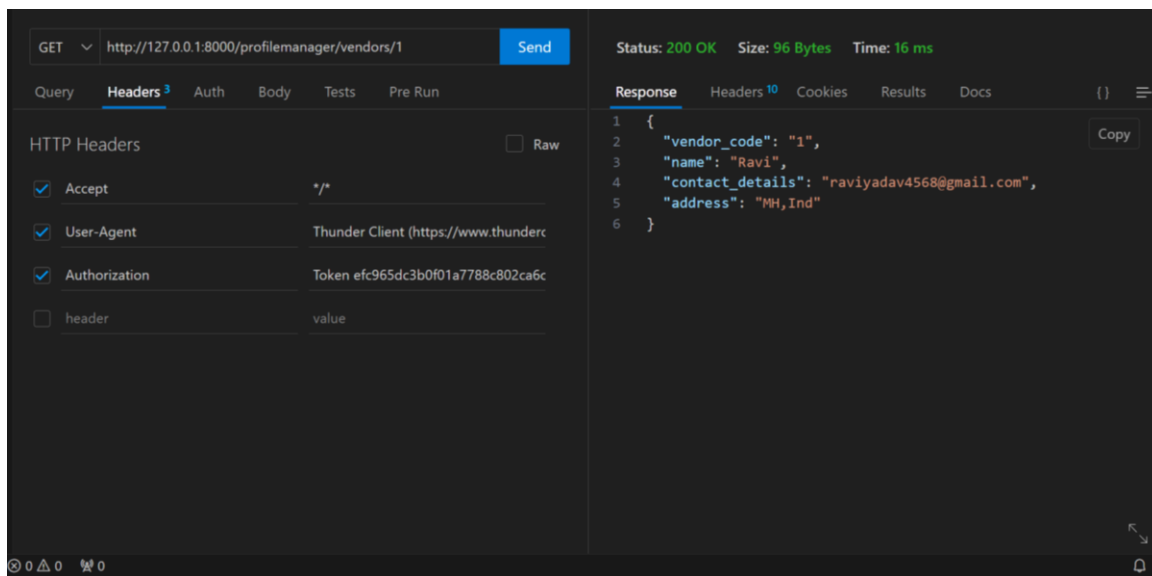 GET http://127.0.0.1:8000/profilemanager/vendors/1 Send
Query Headers 3 Auth Body Tests Pre Run
HTTP Headers Raw
Accept */*
User-Agent Thunder Client (https://www.thunderc
Authorization Token efc965dc3b0f01a7788c802ca6c
header value
Status: 200 OK Size: 96 Bytes Time: 16 ms
Response Headers 10 Cookies Results Docs {}
Copy
1 {
2 "vendor_code": "1",
3 "name": "Ravi",
4 "contact_details": "raviyadav4568@gmail.com",
5 "address": "MH,Ind"
6 }
0 0 0